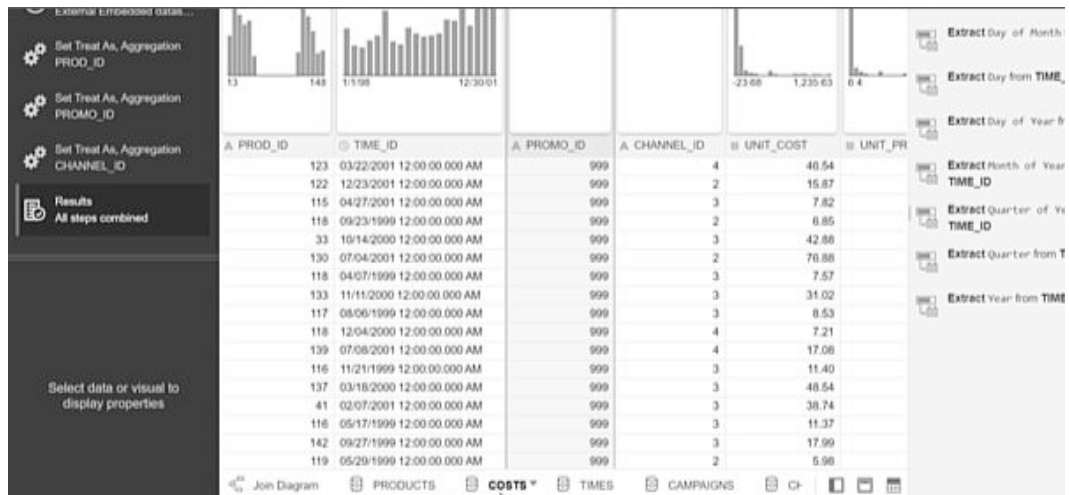 External Embedded datas...
Set Treat As, Aggregation
PROD_ID
Set Treat As, Aggregation
PROMO_ID
Set Treat As, Aggregation
CHANNEL_ID
Results
All steps combined
Select data or visual to
display properties
13 148
1/1/98 12/30/01
-23.68 1,235.63
6.4
A PROD_ID TIME_ID A PROMO_ID A CHANNEL_ID # UNIT_COST # UNIT_PR
123 03/22/2001 12:00:00.000 AM 999 4 46.54
122 12/23/2001 12:00:00.000 AM 999 2 15.87
115 04/27/2001 12:00:00.000 AM 999 3 7.82
118 09/23/1999 12:00:00.000 AM 999 2 6.85
33 10/14/2000 12:00:00.000 AM 999 3 42.88
130 07/04/2001 12:00:00.000 AM 999 2 76.88
118 04/07/1999 12:00:00.000 AM 999 3 7.57
133 11/11/2000 12:00:00.000 AM 999 3 31.02
117 08/06/1999 12:00:00.000 AM 999 3 8.53
118 12/04/2000 12:00:00.000 AM 999 4 7.21
139 07/08/2001 12:00:00.000 AM 999 4 17.08
116 11/21/1999 12:00:00.000 AM 999 3 11.40
137 03/18/2000 12:00:00.000 AM 999 3 48.54
41 02/07/2001 12:00:00.000 AM 999 3 38.74
116 05/17/1999 12:00:00.000 AM 999 3 11.37
142 09/27/1999 12:00:00.000 AM 999 3 17.99
119 05/29/1999 12:00:00.000 AM 999 2 5.98
Join Diagram PRODUCTS COSTS TIMES CAMPAIGNS CH
Extract Day of Month
Extract Day from TIME_
Extract Day of Year fr
Extract Month of Year
TIME_ID
Extract Quarter of Ye
TIME_ID
Extract Quarter from T
Extract Year from TIME